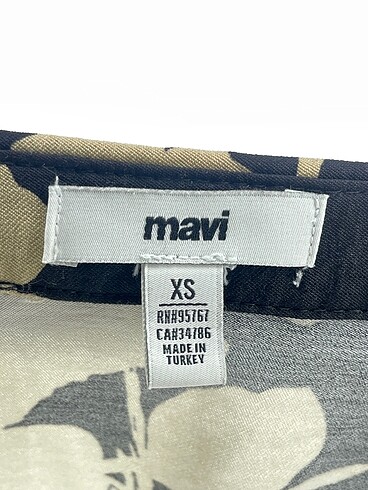 mavi
XS
RN#95767
CA#34786
MADE IN
TURKEY